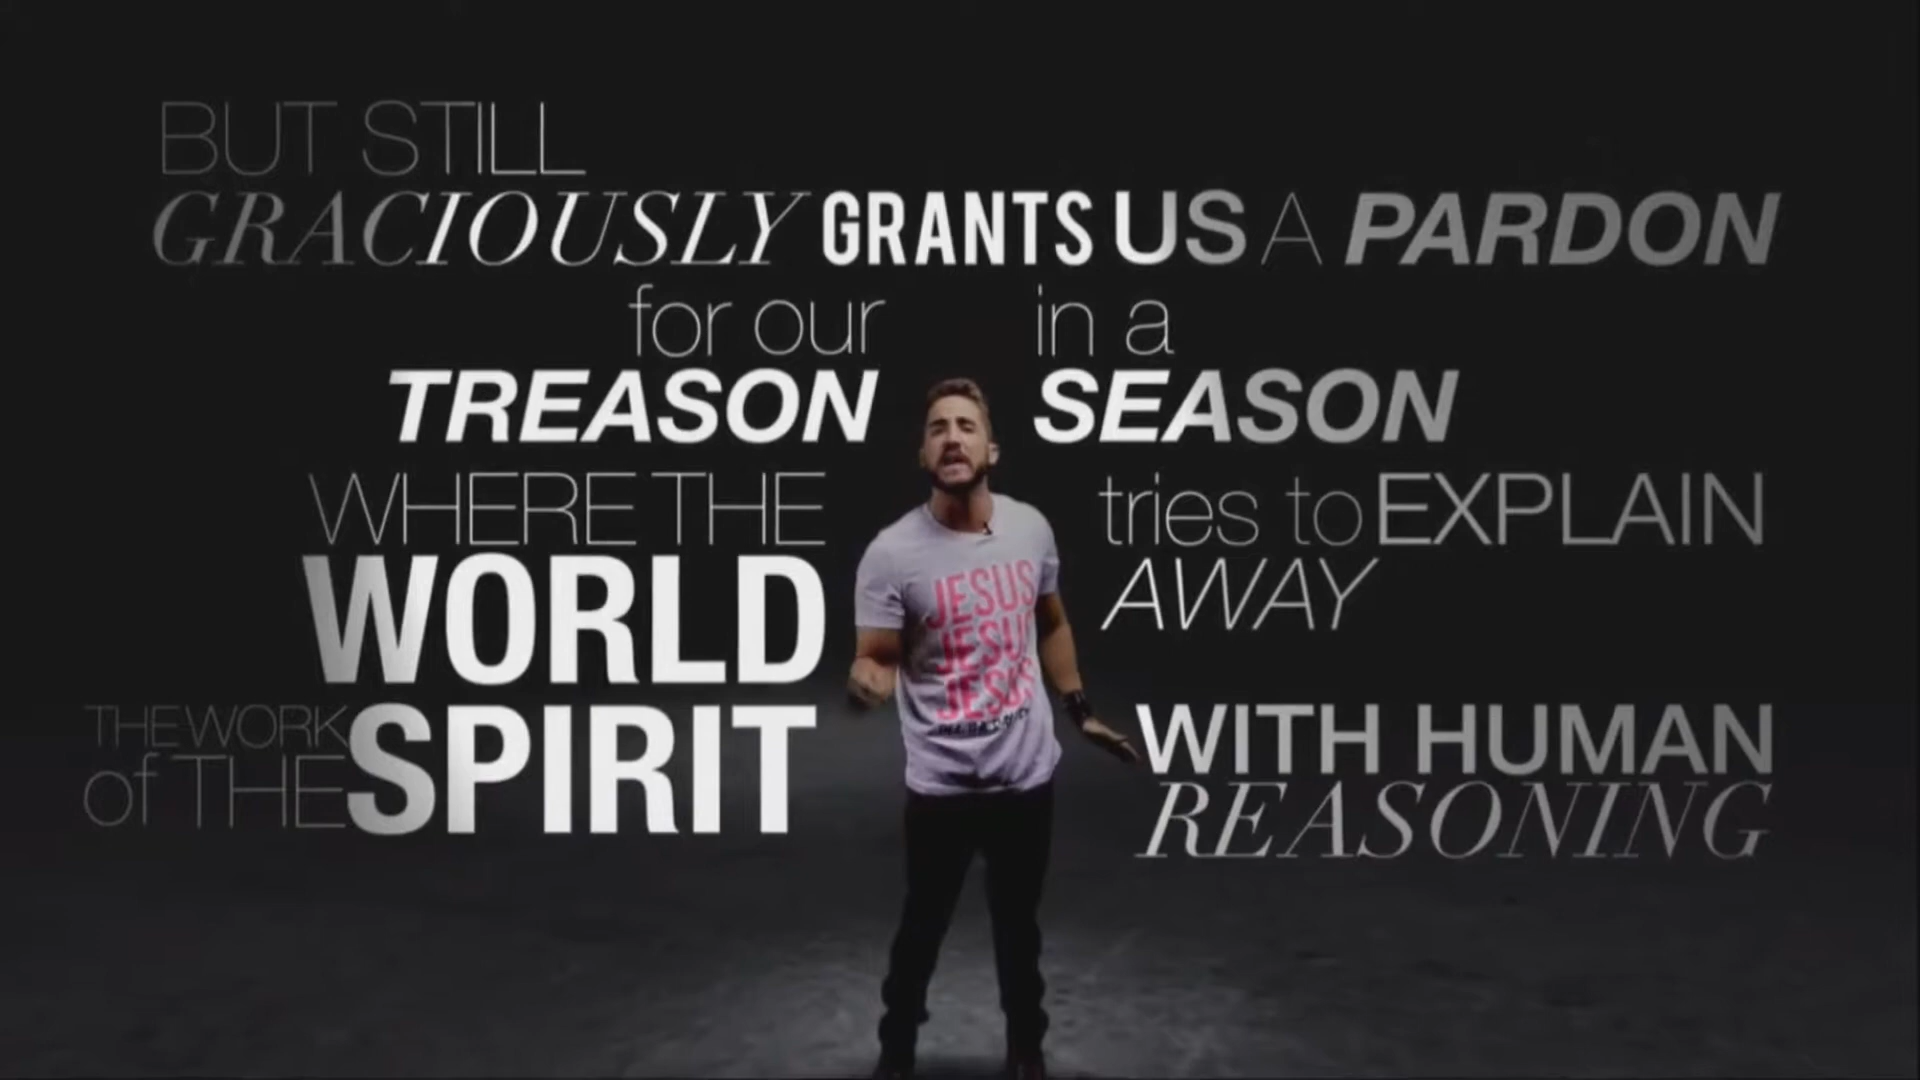 BUT STILL
GRACIOUSLY GRANTS US A PARDON
for our in a
TREASON SEASON
WHERE THE tries to EXPLAIN
WORLD AWAY
THE WORK of THE SPIRIT WITH HUMAN
REASONING
JESUS
JESUS
JESUS